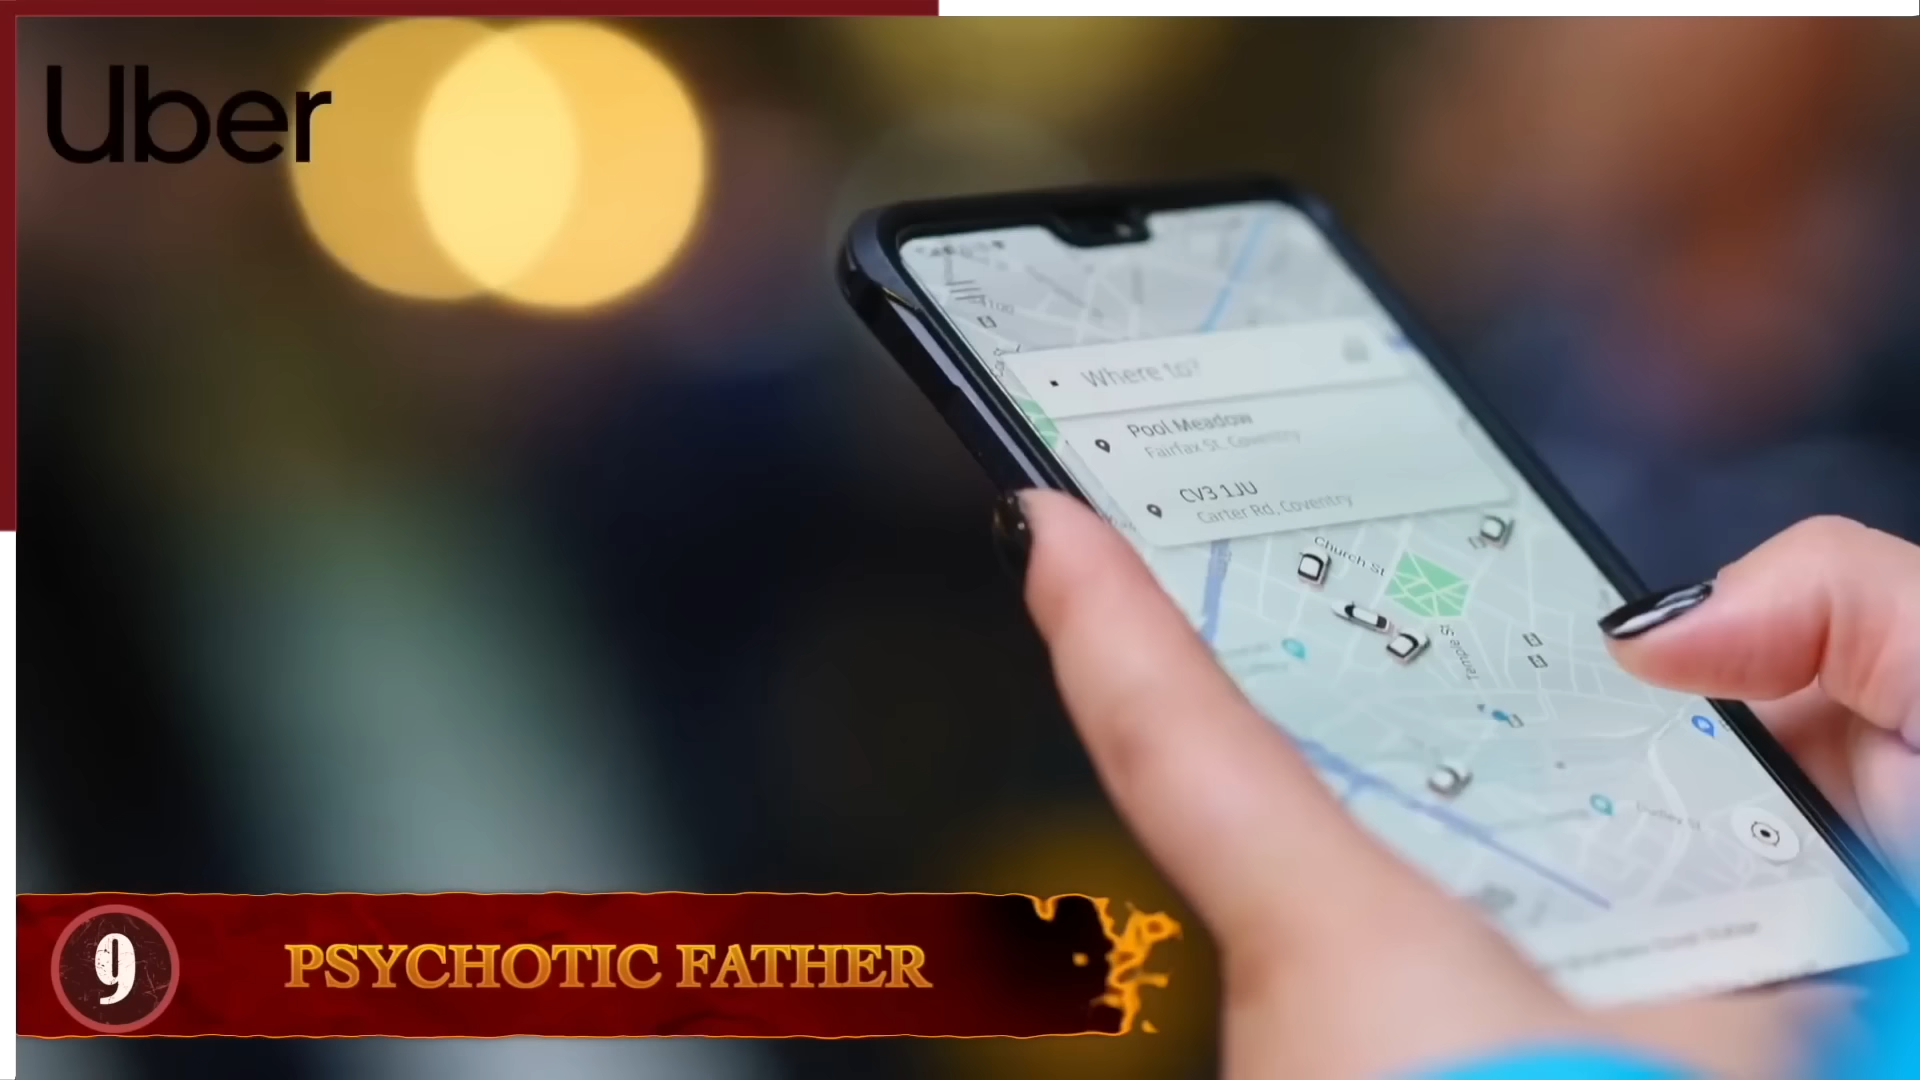 Uber
Where to?
Pool Meadow
Fairfax St, Coventry
CV3 1JU
Carter Rd, Coventry
Church St
Temple St
9
PSYCHOTIC FATHER